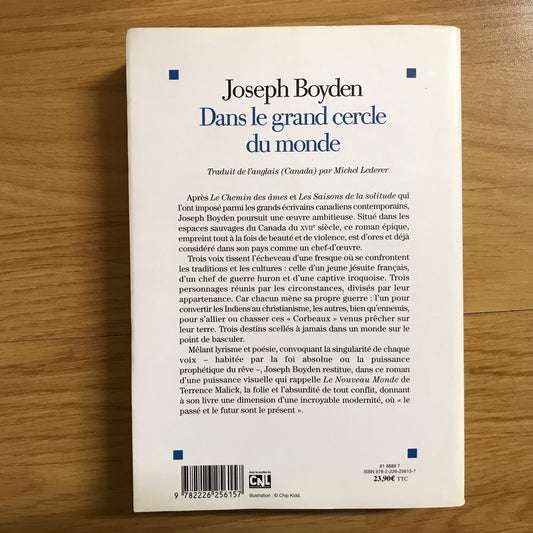 Joseph Boyden
Dans le grand cercle
du monde
Traduit de l'anglais (Canada) par Michel Lederer
Après Le Chemin des âmes et Les Saisons de la solitude qui
l'ont imposé parmi les grands écrivains canadiens contemporains,
Joseph Boyden poursuit une œuvre ambitieuse. Situé dans les
espaces sauvages du Canada du XVIIe siècle, ce roman épique,
empreint tout à la fois de beauté et de violence, est d'ores et déjà
considéré dans son pays comme un chef-d'œuvre.
Trois voix tissent l'écheveau d'une fresque où se confrontent
les traditions et les cultures : celle d'un jeune jésuite français,
d'un chef de guerre huron et d'une captive iroquoise. Trois
personnages réunis par les circonstances, divisés par leur
appartenance. Car chacun mène sa propre guerre : l'un pour
convertir les Indiens au christianisme, les autres, bien qu'ennemis,
pour s'allier ou chasser ces « Corbeaux » venus prêcher sur
leur terre. Trois destins scellés à jamais dans un monde sur le
point de basculer.
Mêlant lyrisme et poésie, convoquant la singularité de chaque
voix – habitée par la foi absolue ou la puissance
prophétique du rêve –, Joseph Boyden restitue, dans ce roman
d'une puissance visuelle qui rappelle Le Nouveau Monde de
Terrence Malick, la folie et l'absurdité de tout conflit, donnant
à son livre une dimension d'une incroyable modernité, où « le
passé et le futur sont le présent ».
9 782226 256157
avec le soutien du
CNL
Illustration : © Chip Kidd.
81 8889 7
ISBN 978-2-226-25615-7
23,90€ TTC